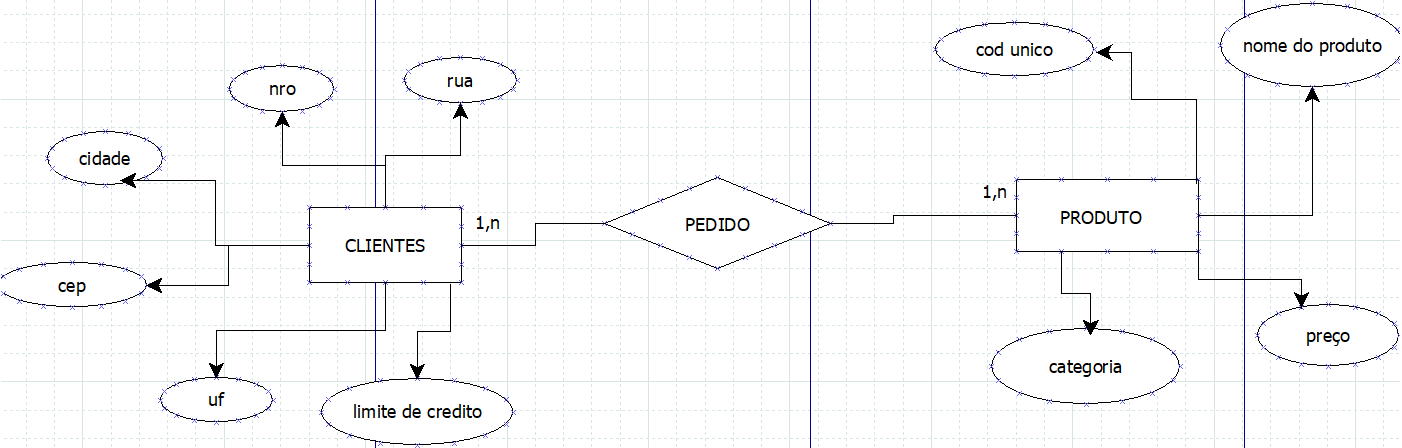 cod unico
nome do produto
nro
rua
cidade
1,n
1,n
PEDIDO
PRODUTO
CLIENTES
cep
preço
categoria
uf
limite de credito